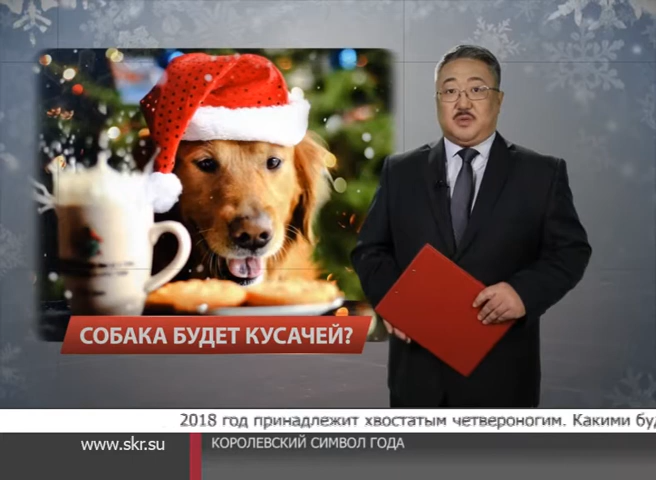 СОБАКА БУДЕТ КУСАЧЕЙ?
2018 год принадлежит хвостатым четвероногим. Какими бу
www.skr.su
КОРОЛЕВСКИЙ СИМВОЛ ГОДА